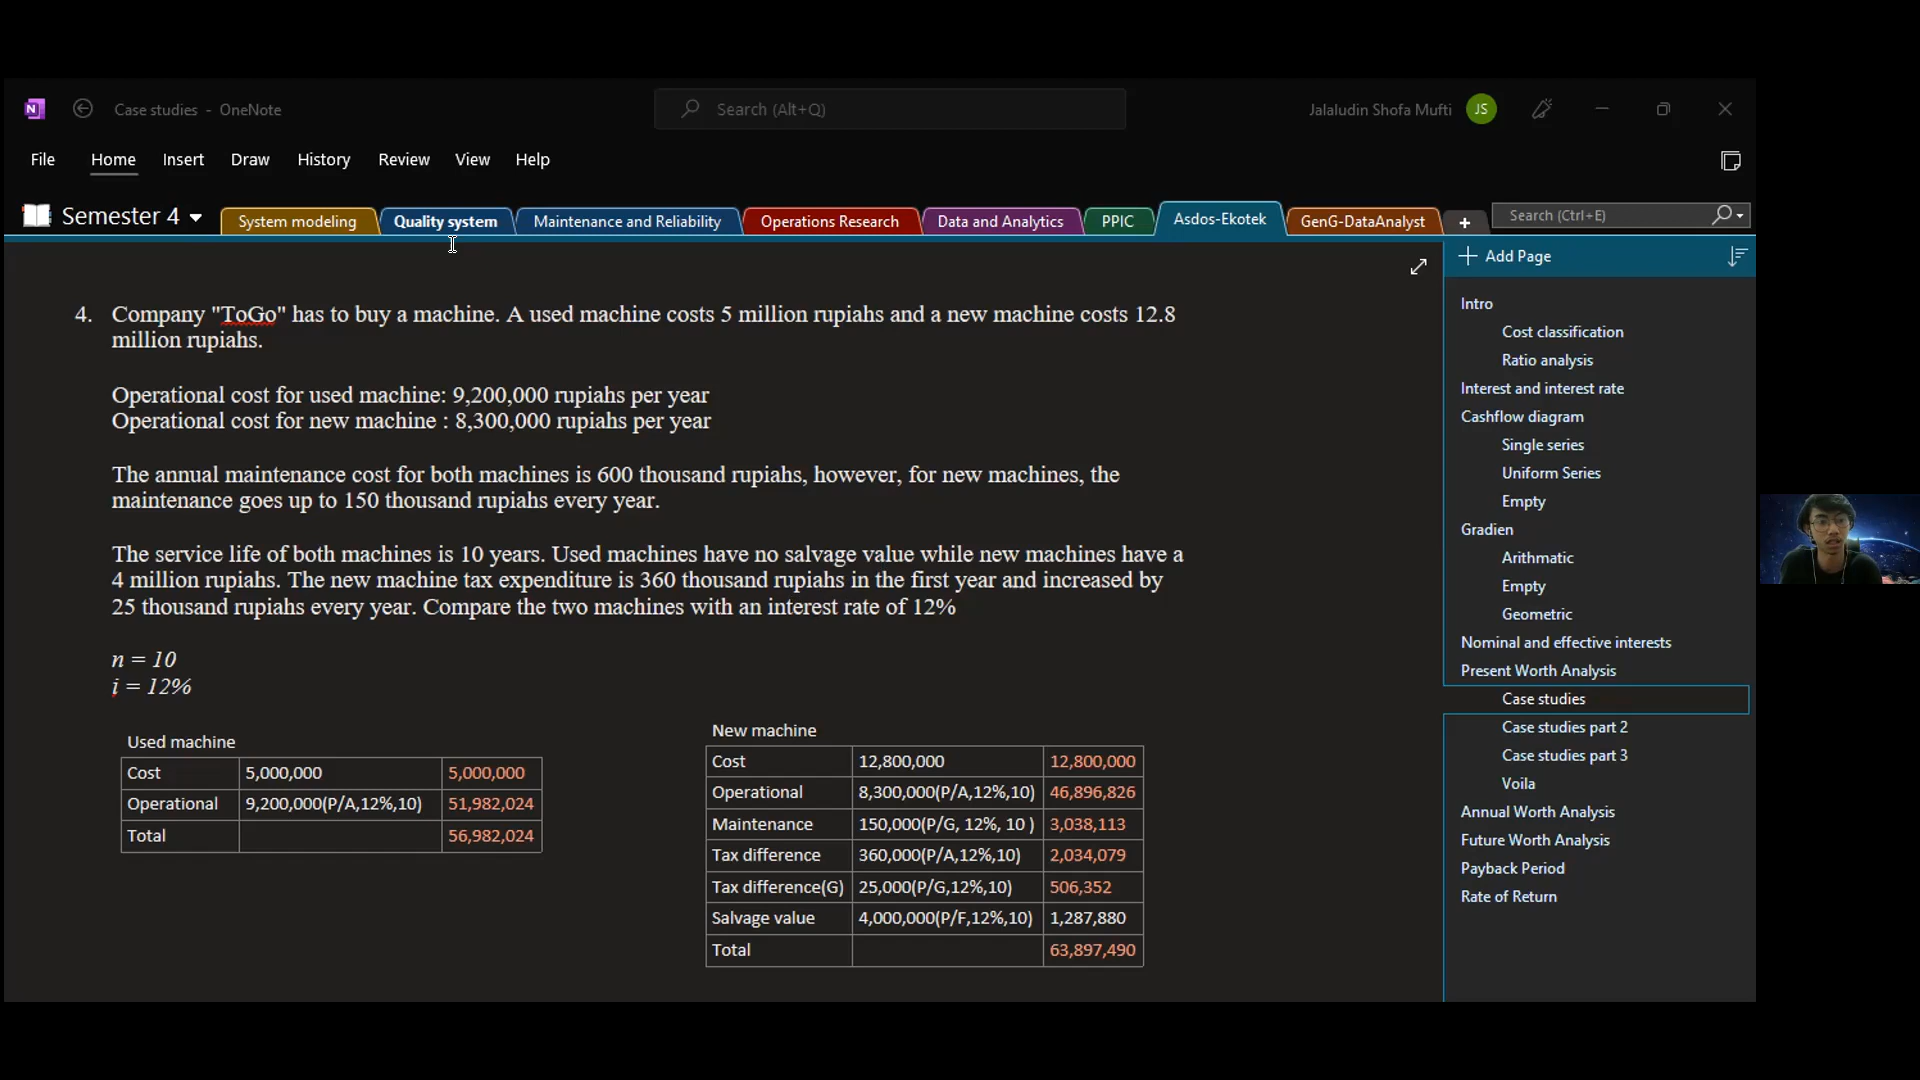 Case studies - OneNote
Search (Alt+Q)
Jalaludin Shofa Mufti
JS
File Home Insert Draw History Review View Help
Semester 4
System modeling
Quality system
Maintenance and Reliability
Operations Research
Data and Analytics
PPIC
Asdos-Ekotek
GenG-DataAnalyst
+
Search (Ctrl+E)
4. Company "ToGo" has to buy a machine. A used machine costs 5 million rupiahs and a new machine costs 12.8
million rupiahs.
Operational cost for used machine: 9,200,000 rupiahs per year
Operational cost for new machine : 8,300,000 rupiahs per year
The annual maintenance cost for both machines is 600 thousand rupiahs, however, for new machines, the
maintenance goes up to 150 thousand rupiahs every year.
The service life of both machines is 10 years. Used machines have no salvage value while new machines have a
4 million rupiahs. The new machine tax expenditure is 360 thousand rupiahs in the first year and increased by
25 thousand rupiahs every year. Compare the two machines with an interest rate of 12%
n = 10
i = 12%
Used machine
Cost 5,000,000 5,000,000
Operational 9,200,000(P/A,12%,10) 51,982,024
Total 56,982,024
New machine
Cost 12,800,000 12,800,000
Operational 8,300,000(P/A,12%,10) 46,896,826
Maintenance 150,000(P/G, 12%, 10 ) 3,038,113
Tax difference 360,000(P/A,12%,10) 2,034,079
Tax difference(G) 25,000(P/G,12%,10) 506,352
Salvage value 4,000,000(P/F,12%,10) 1,287,880
Total 63,897,490
Add Page
Intro
Cost classification
Ratio analysis
Interest and interest rate
Cashflow diagram
Single series
Uniform Series
Empty
Gradien
Arithmatic
Empty
Geometric
Nominal and effective interests
Present Worth Analysis
Case studies
Case studies part 2
Case studies part 3
Voila
Annual Worth Analysis
Future Worth Analysis
Payback Period
Rate of Return